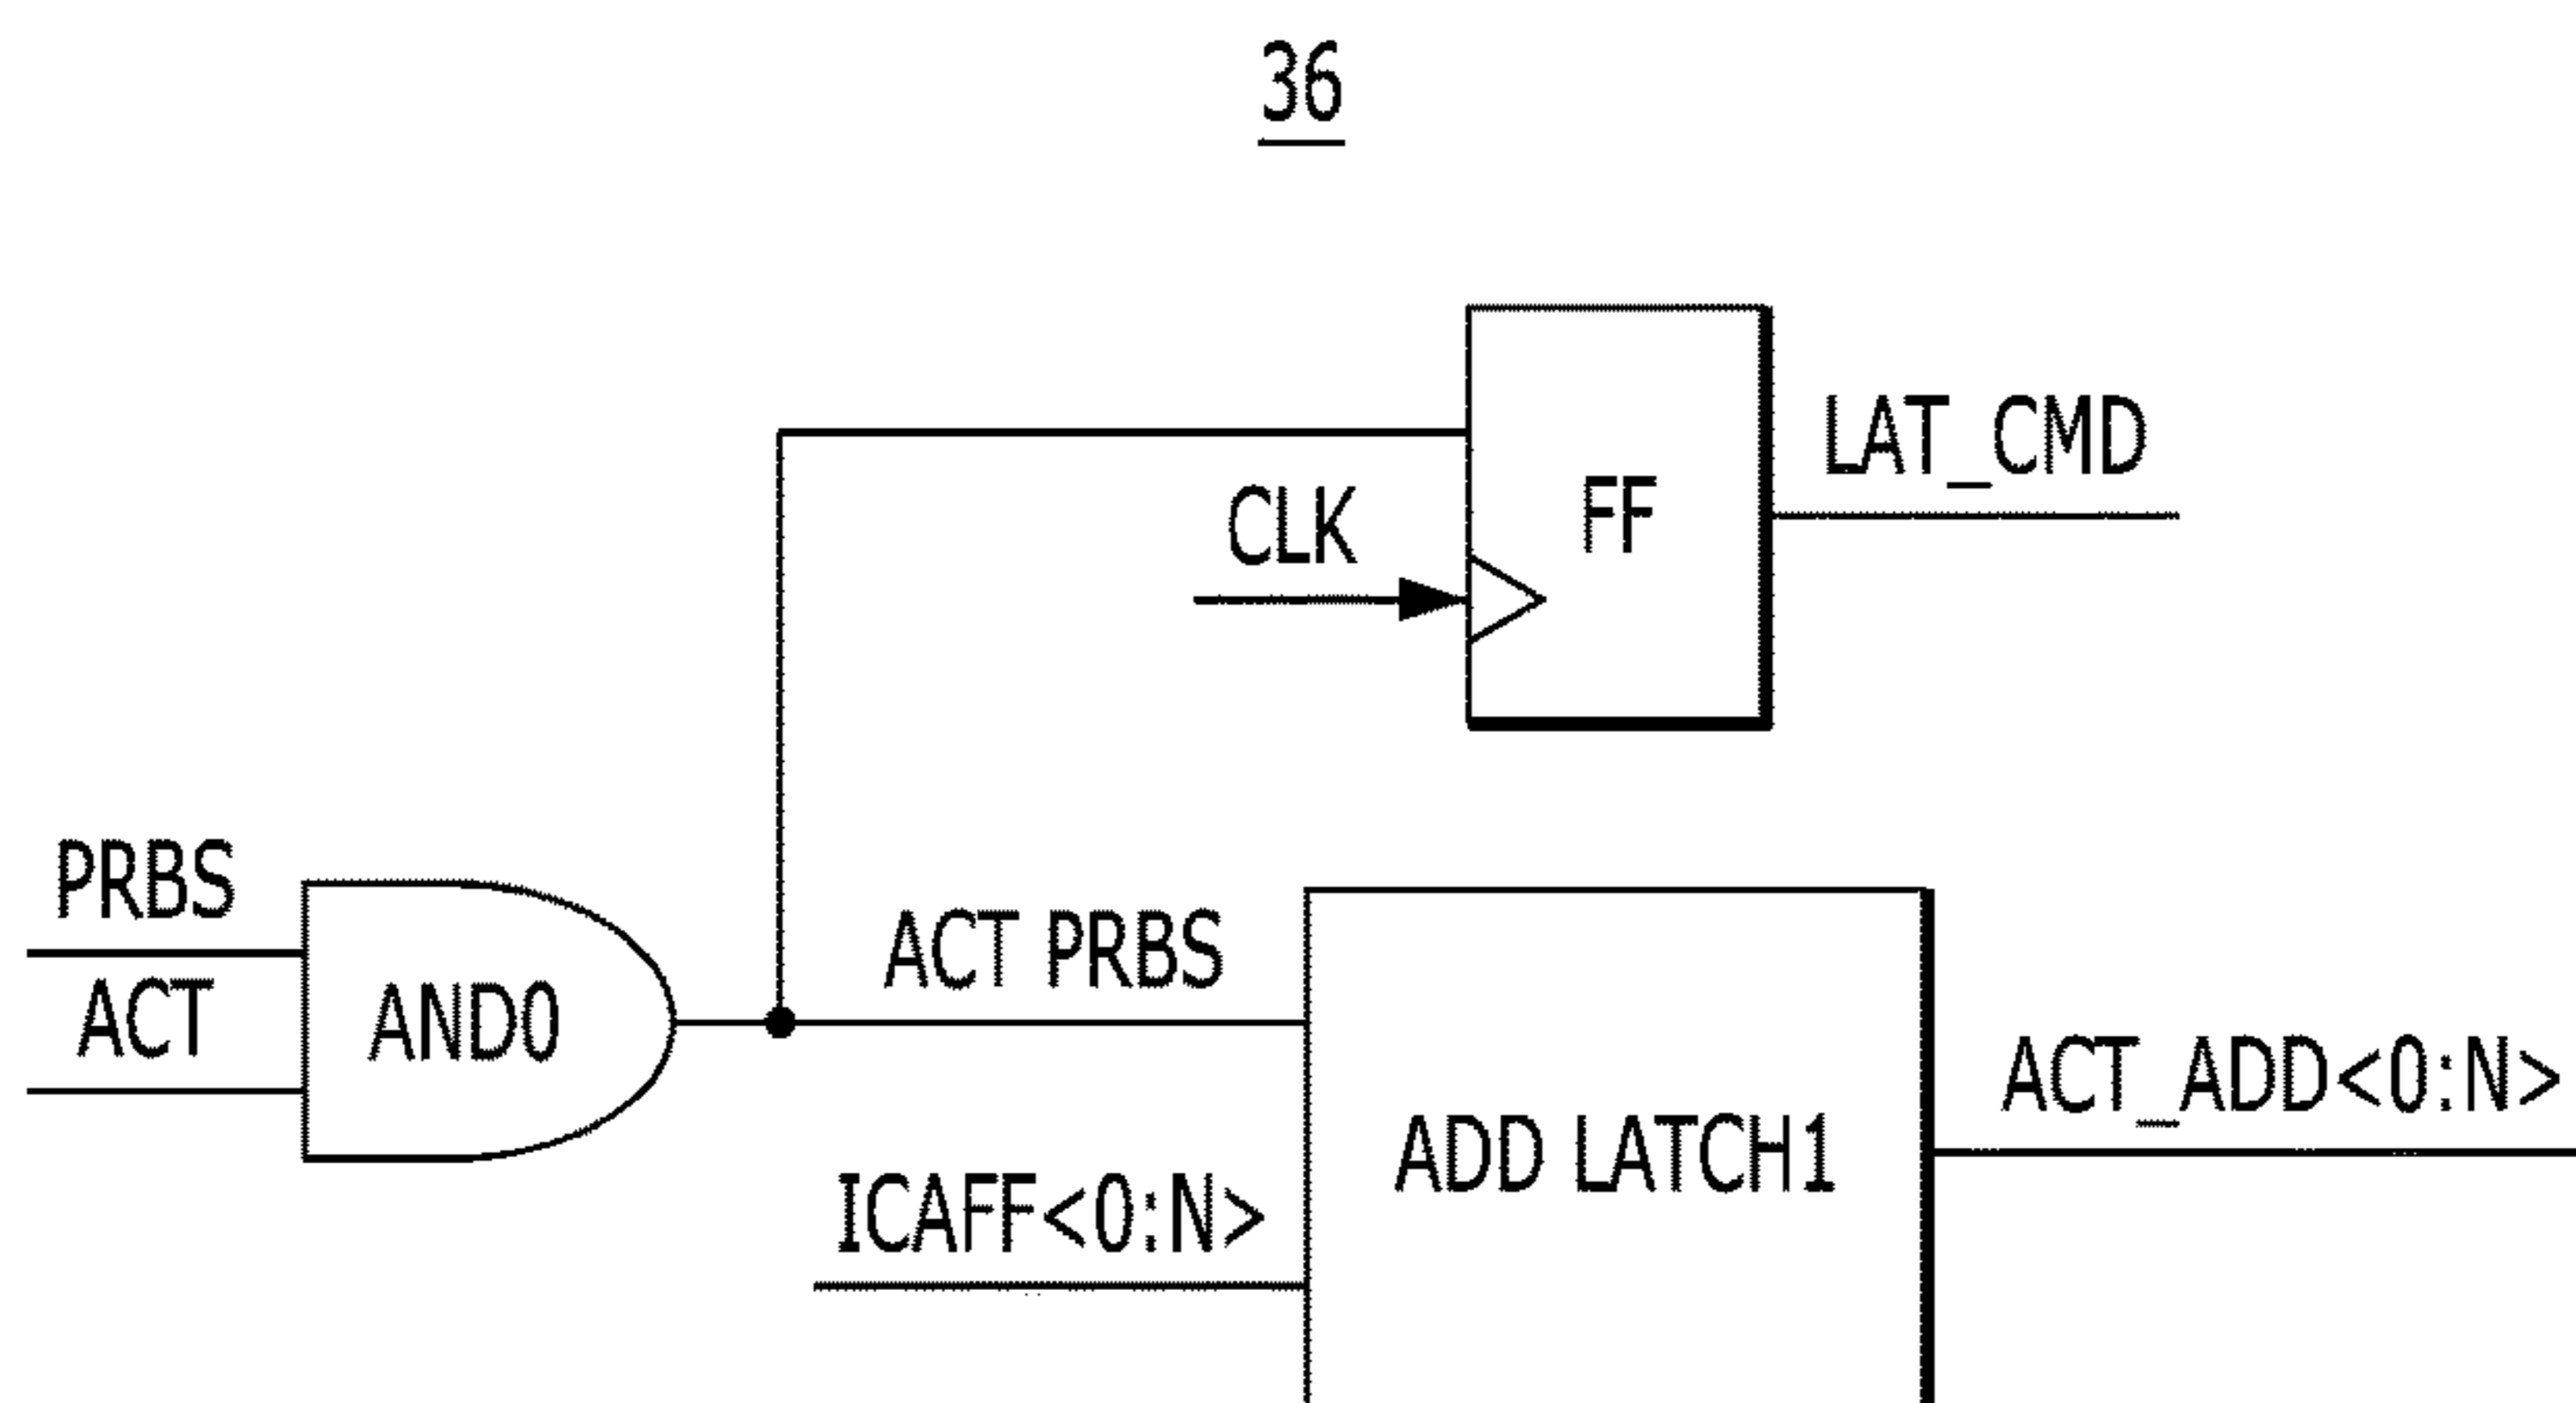 36
LAT_CMD
CLK
FF
PRBS
ACT PRBS
ACT
AND0
ACT_ADD<0:N>
ADD LATCH1
ICAFF<0:N>